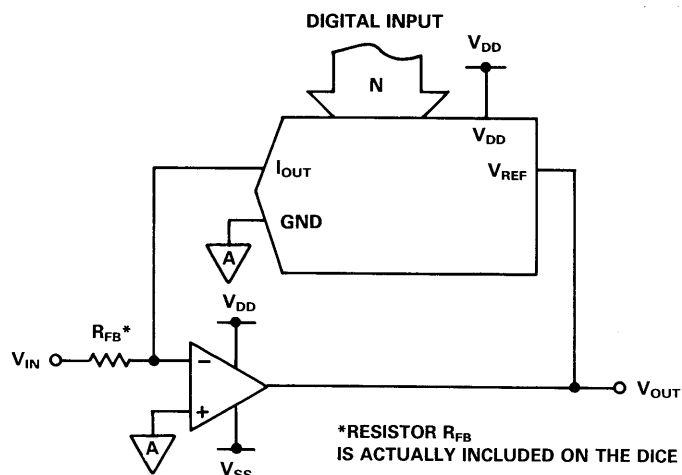 DIGITAL INPUT
N
V_DD
V_DD
I_OUT
V_REF
GND
A
V_DD
R_FB*
V_IN
−
+
V_OUT
A
V_SS
*RESISTOR R_FB
IS ACTUALLY INCLUDED ON THE DICE